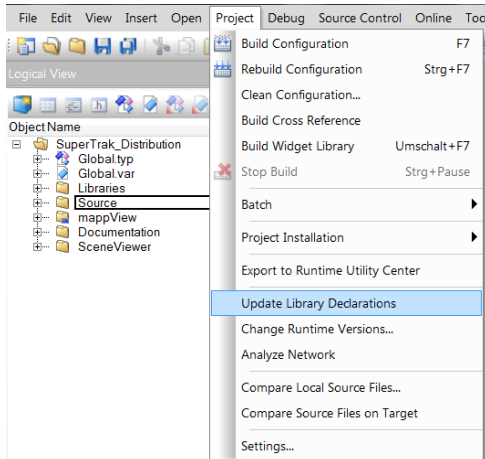 File Edit View Insert Open Project Debug Source Control Online Too
Logical View
Object Name
SuperTrak_Distribution
Global.typ
Global.var
Libraries
Source
mappView
Documentation
SceneViewer
Build Configuration F7
Rebuild Configuration Strg+F7
Clean Configuration...
Build Cross Reference
Build Widget Library Umschalt+F7
Stop Build Strg+Pause
Batch
Project Installation
Export to Runtime Utility Center
Update Library Declarations
Change Runtime Versions...
Analyze Network
Compare Local Source Files...
Compare Source Files on Target
Settings...